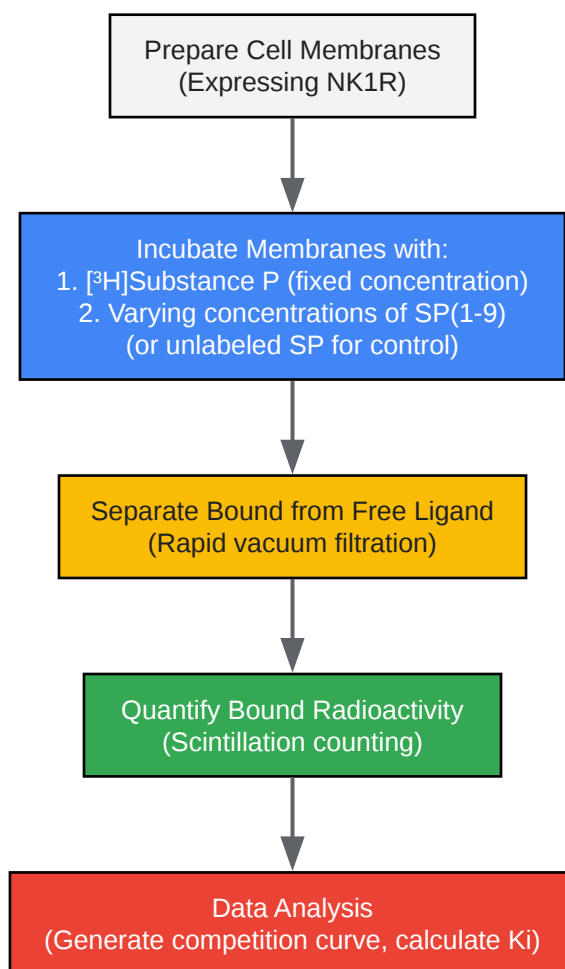 Prepare Cell Membranes
(Expressing NK1R)
Incubate Membranes with:
1. [³H]Substance P (fixed concentration)
2. Varying concentrations of SP(1-9)
(or unlabeled SP for control)
Separate Bound from Free Ligand
(Rapid vacuum filtration)
Quantify Bound Radioactivity
(Scintillation counting)
Data Analysis
(Generate competition curve, calculate Ki)